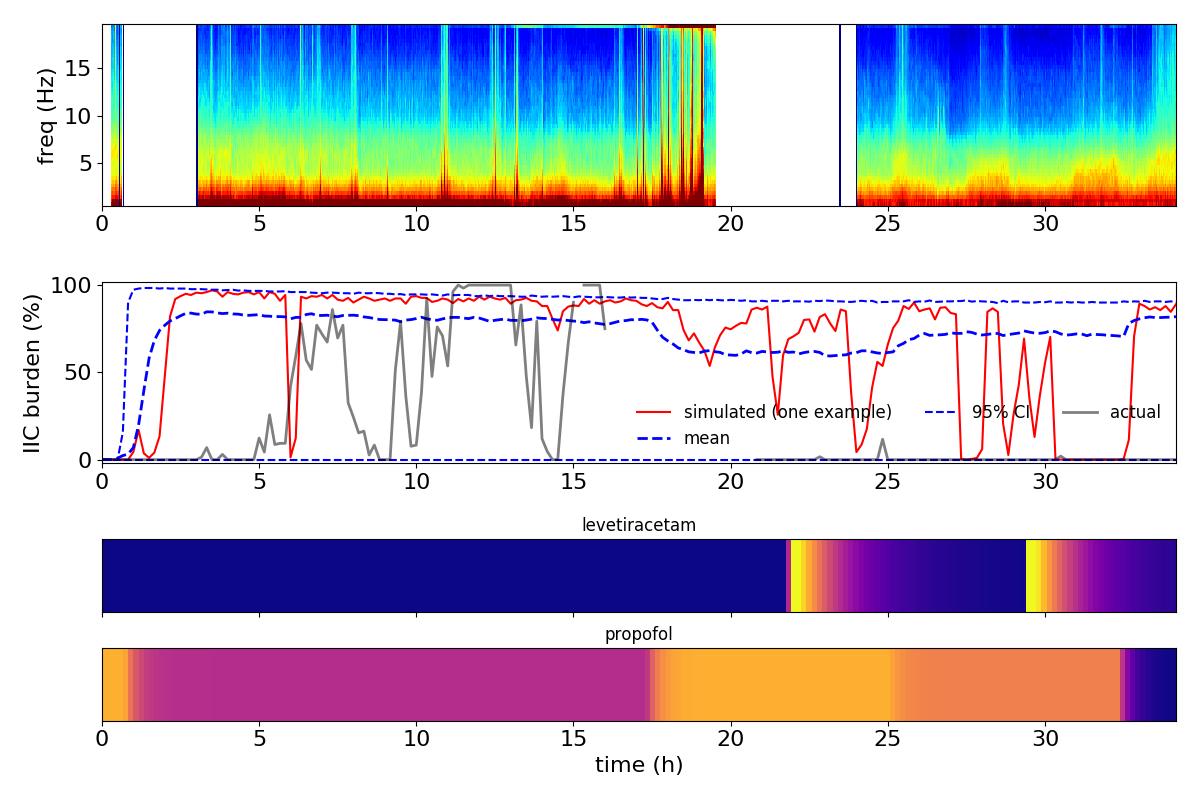 freq (Hz)
15
10
5
0 5 10 15 20 25 30
IIC burden (%)
100
50
0
simulated (one example) 95% CI actual
mean
0 5 10 15 20 25 30
levetiracetam
propofol
0 5 10 15 20 25 30
time (h)